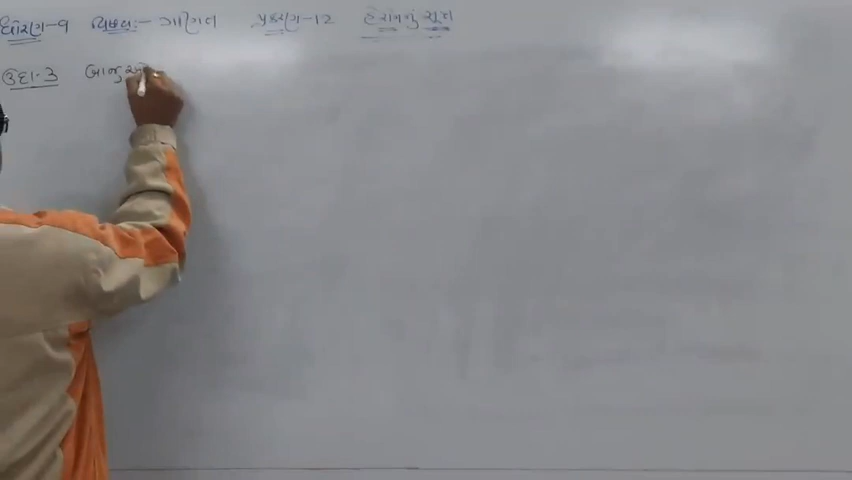 ધોરણ-9 વિષય:- ગણિત પ્રકરણ-12 હેરોનનું સૂત્ર
ઉદા-3 બાજુઓ